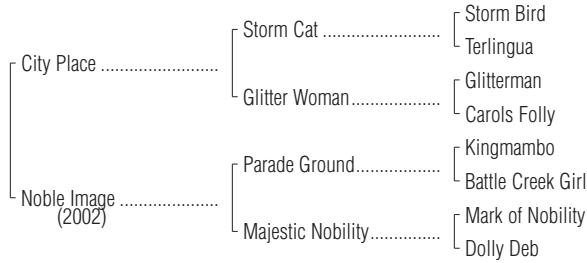 Storm Bird
Storm Cat ........................
Terlingua
City Place ........................
Glitterman
Glitter Woman..................
Carols Folly
Kingmambo
Parade Ground.................
Battle Creek Girl
Noble Image ....................
(2002)
Mark of Nobility
Majestic Nobility..............
Dolly Deb